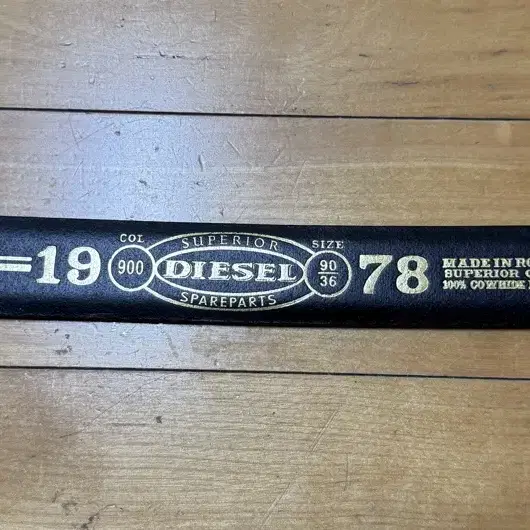 19
COL
900
SUPERIOR
DIESEL
SPAREPARTS
SIZE
90
36
78
MADE IN
SUPERIOR
100% COWHIDE